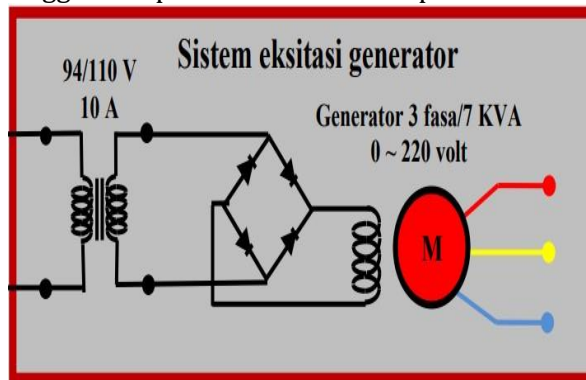 Sistem eksitasi generator
94/110 V
10 A
Generator 3 fasa/7 KVA
0 ~ 220 volt
M